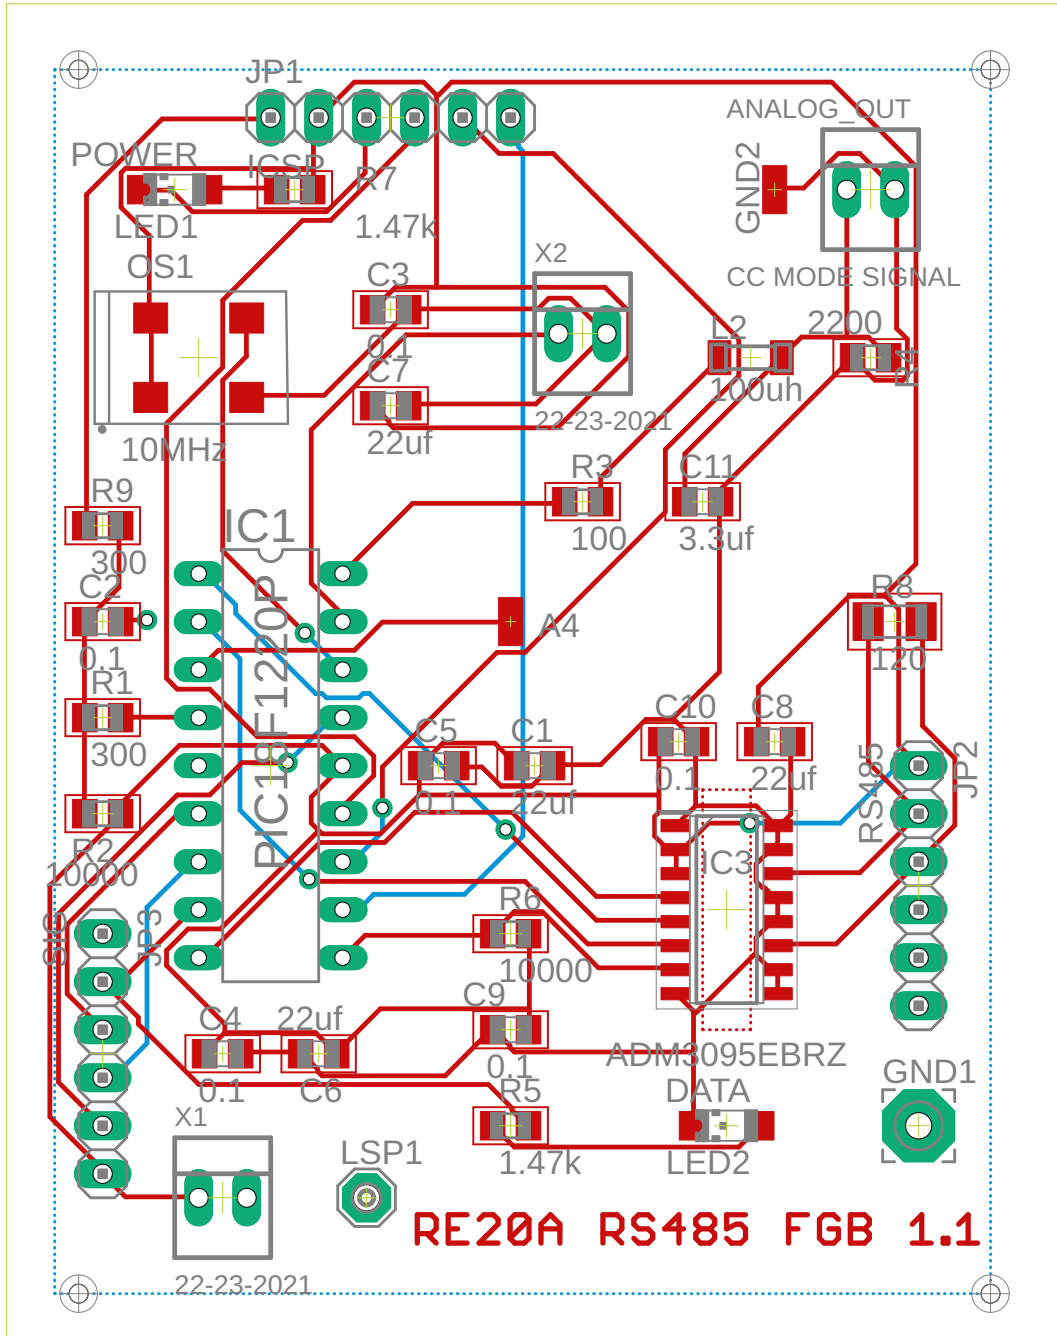 JP1
ANALOG_OUT
POWER
ICSP
R7
GND2
LED1
1.47k
OS1
X2
C3
CC MODE SIGNAL
0.1
L2
2200
R4
C7
100uh
22uf
22-23-2021
10MHz
R9
R3
C11
IC1
300
100
3.3uf
C2
PIC18F1220P
R8
A4
0.1
120
R1
300
C10
C8
C5
C1
RS485
JP2
0.1
22uf
0.1
22uf
R2
10000
IC3
SIG
JP3
R6
10000
C4
22uf
C9
ADM3095EBRZ
0.1
C6
0.1
R5
DATA
GND1
X1
LSP1
1.47k
LED2
RE20A RS485 FGB 1.1
22-23-2021